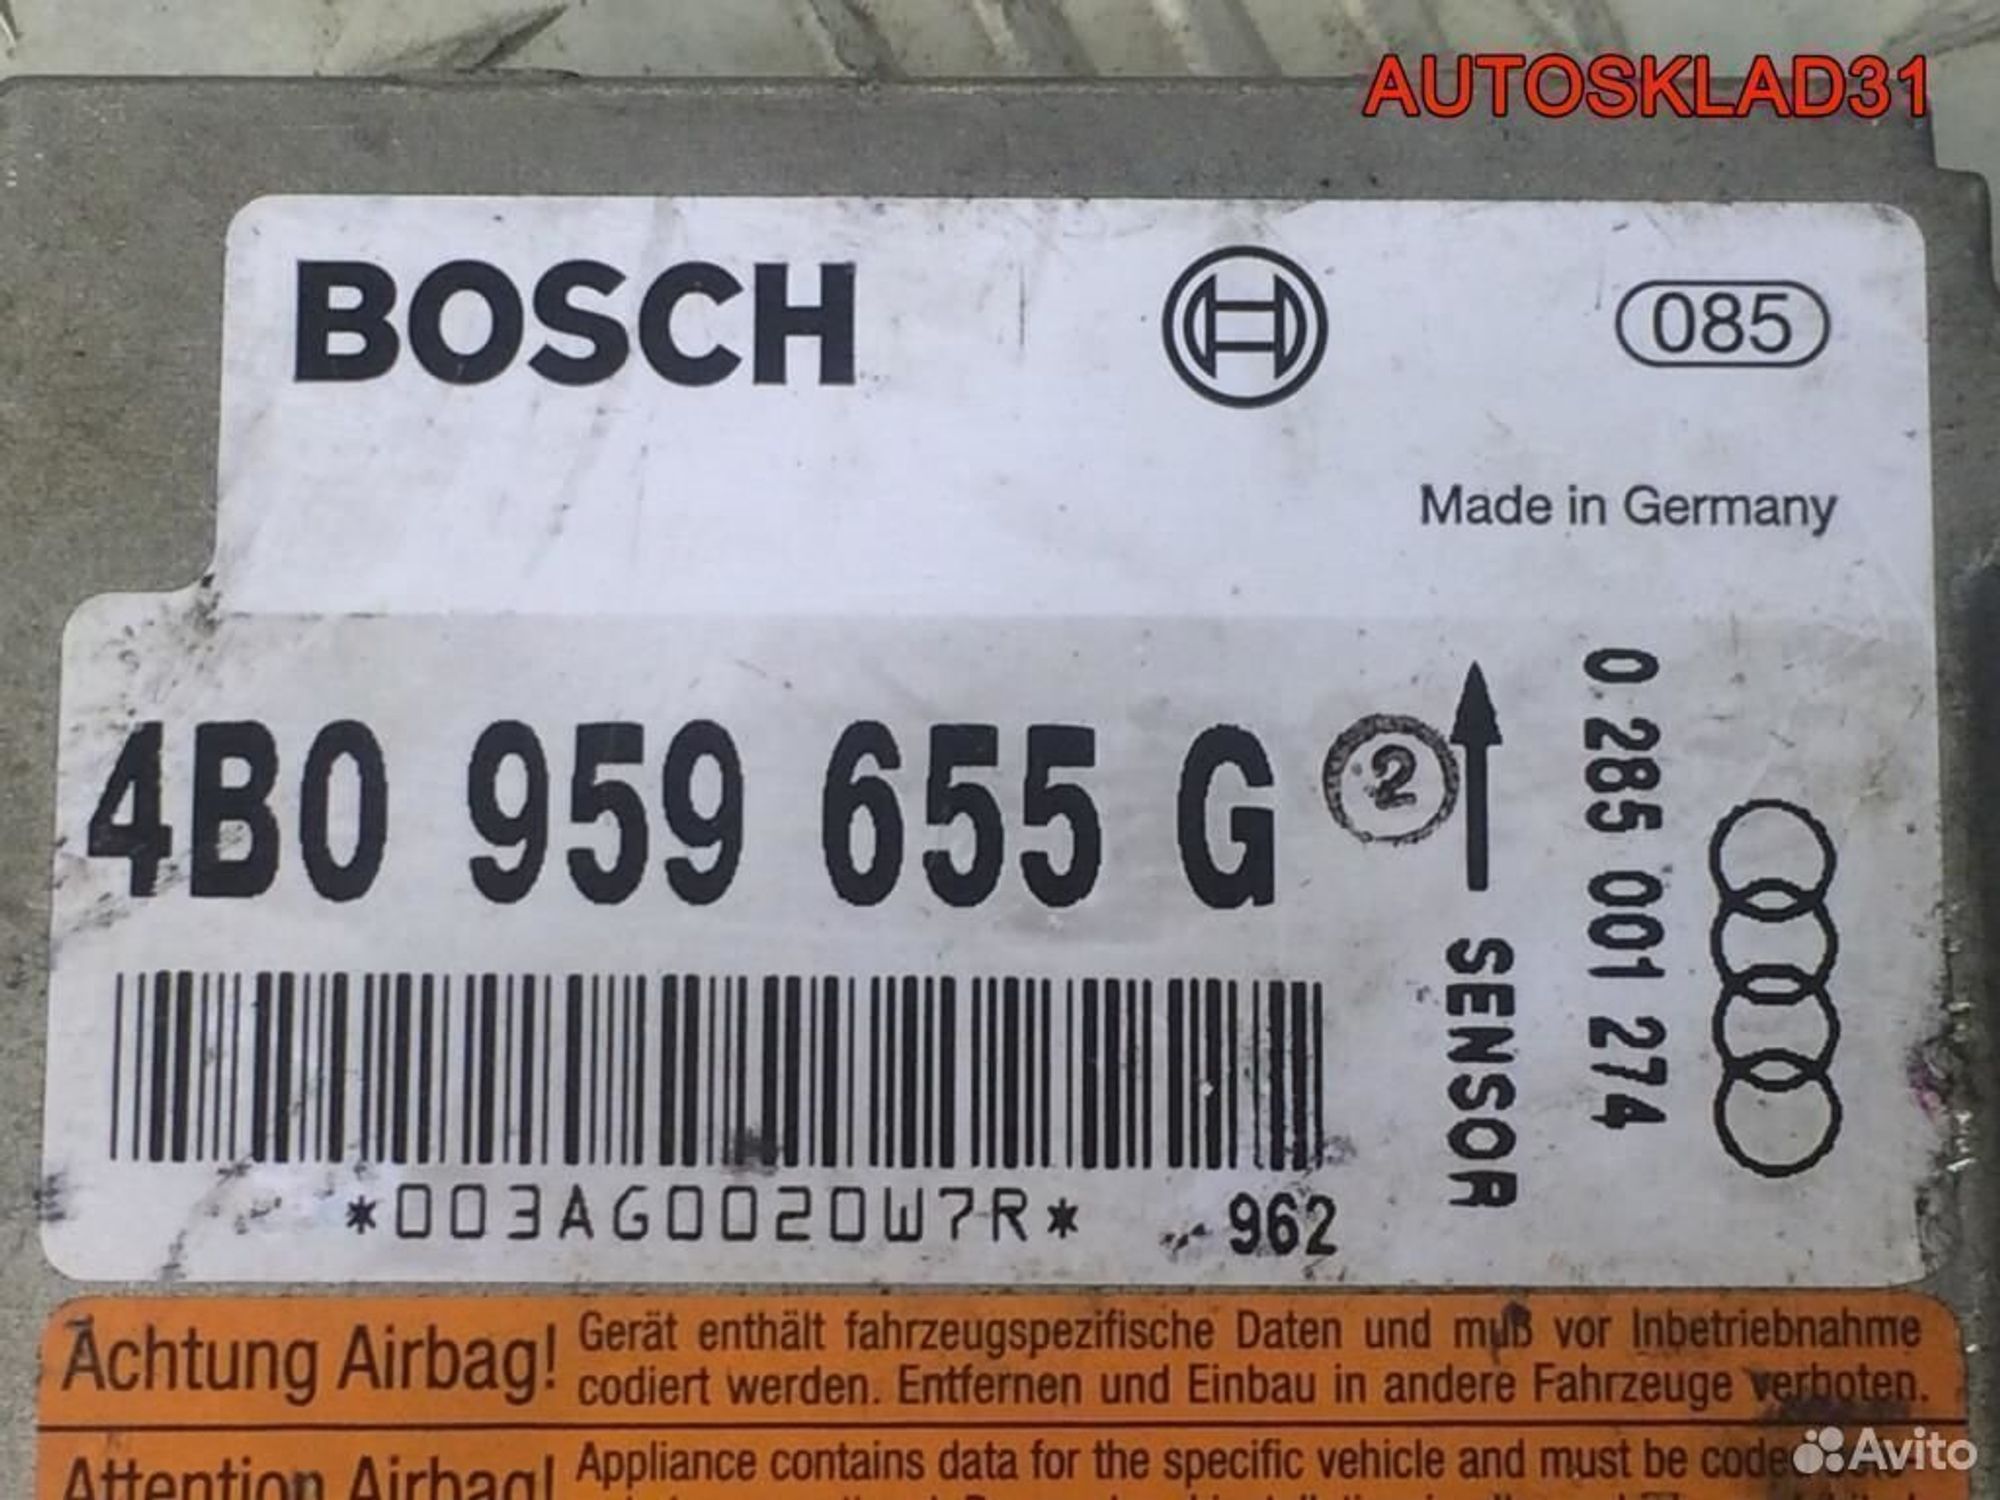 AUTOSKLAD31
BOSCH
085
Made in Germany
4B0 959 655 G
2
SENSOR
0 285 001 274
*003AG0020W7R*
962
Achtung Airbag!
Gerät enthält fahrzeugspezifische Daten und muß vor Inbetriebnahme
codiert werden. Entfernen und Einbau in andere Fahrzeuge verboten.
Attention Airbag!
Appliance contains data for the specific vehicle and must be coded
Avito